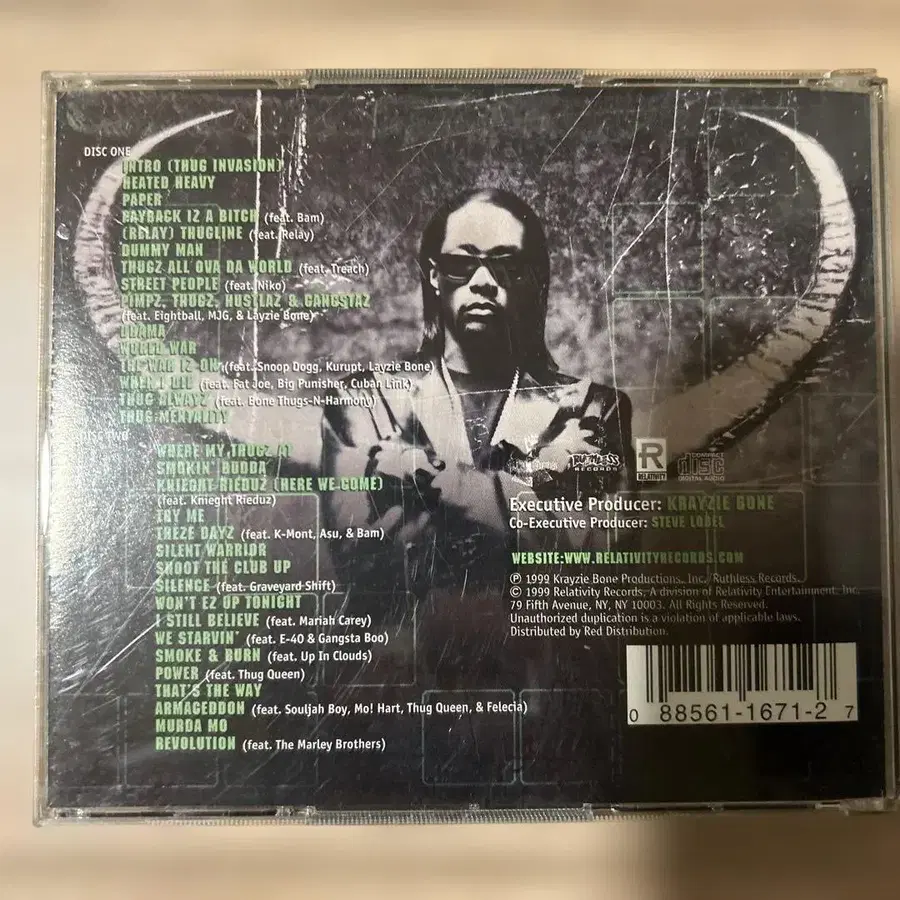 DISC ONE
INTRO (THUG INVASION)
HEATED HEAVY
PAPER
PAYBACK IZ A BITCH (feat. Bam)
(RELAY) THUGLINE (feat. Relay)
DUMMY MAN
THUGZ ALL OVA DA WORLD (feat. Treach)
STREET PEOPLE (feat. Niko)
PIMPZ, THUGZ, HUSTLAZ & GANGSTAZ
(feat. Eightball, MJG, & Layzie Bone)
DRAMA
WORLD WAR
THE WAR IZ ON (feat. Snoop Dogg, Kurupt, Layzie Bone)
WHEN I DIE (feat. Fat Joe, Big Punisher, Cuban Link)
THUG ALWAYZ (feat. Bone Thugs-N-Harmony)
THUG MENTALITY
DISC TWO
WHERE MY THUGZ AT
SMOKIN' BUDDA
KNIEGHT RIEDUZ (HERE WE COME)
(feat. Knieght Rieduz)
TRY ME
THEZE DAYZ (feat. K-Mont, Asu, & Bam)
SILENT WARRIOR
SHOOT THE CLUB UP
SILENCE (feat. Graveyard Shift)
WON'T EZ UP TONIGHT
I STILL BELIEVE (feat. Mariah Carey)
WE STARVIN' (feat. E-40 & Gangsta Boo)
SMOKE & BURN (feat. Up In Clouds)
POWER (feat. Thug Queen)
THAT'S THE WAY
ARMAGEDDON (feat. Souljah Boy, Mo! Hart, Thug Queen, & Felecia)
MURDA MO
REVOLUTION (feat. The Marley Brothers)
RUTHLESS
RECORDS
R
RELATIVITY
COMPACT
disc
DIGITAL AUDIO
Executive Producer: KRAYZIE BONE
Co-Executive Producer: STEVE LOBEL
WEBSITE:WWW.RELATIVITYRECORDS.COM
℗ 1999 Krayzie Bone Productions, Inc./Ruthless Records.
© 1999 Relativity Records, A division of Relativity Entertainment, Inc.
79 Fifth Avenue, NY, NY 10003. All Rights Reserved.
Unauthorized duplication is a violation of applicable laws.
Distributed by Red Distribution.
0 88561-1671-2 7